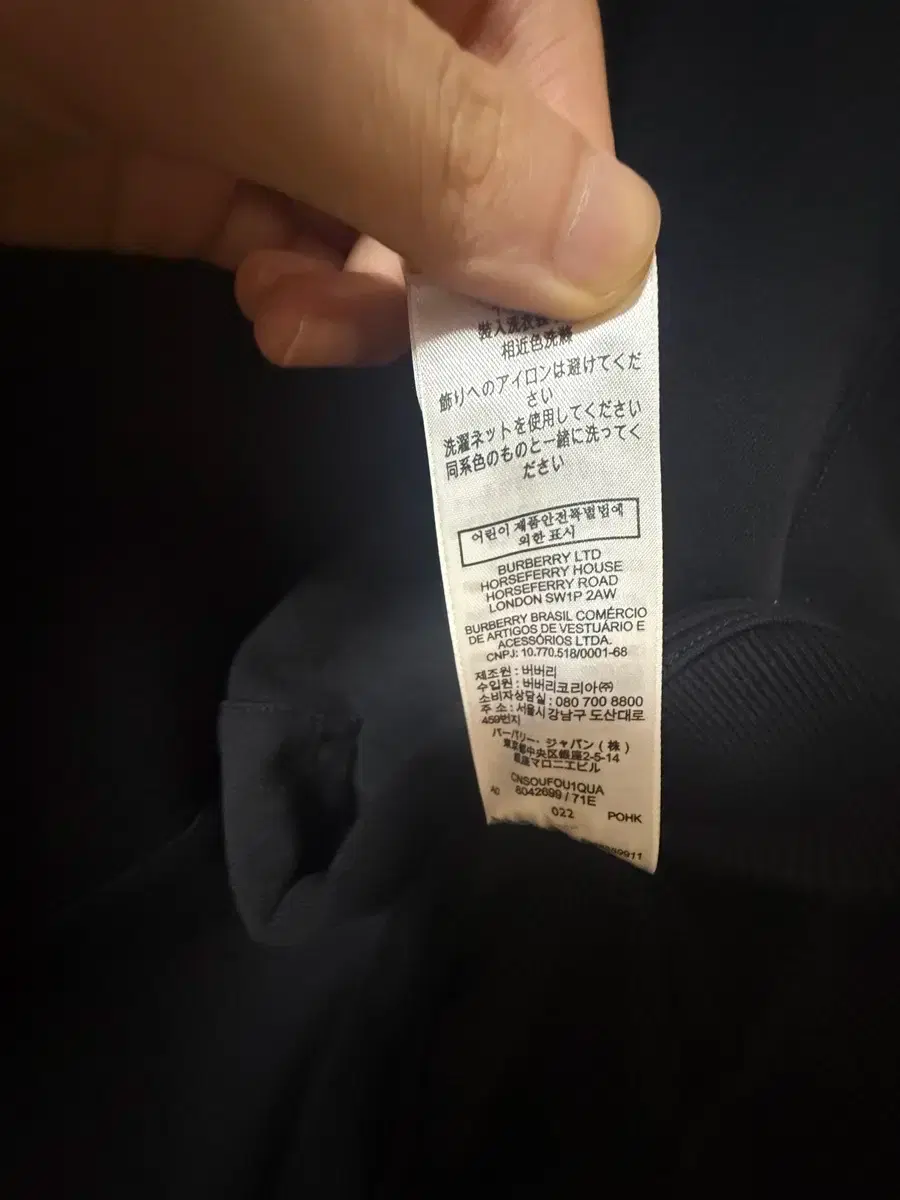 装入洗衣袋
相近色洗滌
飾りへのアイロンは避けてくだ
さい
洗濯ネットを使用してください
同系色のものと一緒に洗ってく
ださい
어린이 제품안전특별법에
의한 표시
BURBERRY LTD
HORSEFERRY HOUSE
HORSEFERRY ROAD
LONDON SW1P 2AW
BURBERRY BRASIL COMÉRCIO
DE ARTIGOS DE VESTUÁRIO E
ACESSÓRIOS LTDA.
CNPJ: 10.770.518/0001-68
제조원 : 버버리
수입원 : 버버리코리아㈜
소비자상담실 : 080 700 8800
주 소 : 서울시 강남구 도산대로
459번지
バーバリー・ジャパン（株）
東京都中央区銀座2-5-14
銀座マロニエビル
CNSOUFOU1QUA
AO 8042699 / 71E
022 POHK